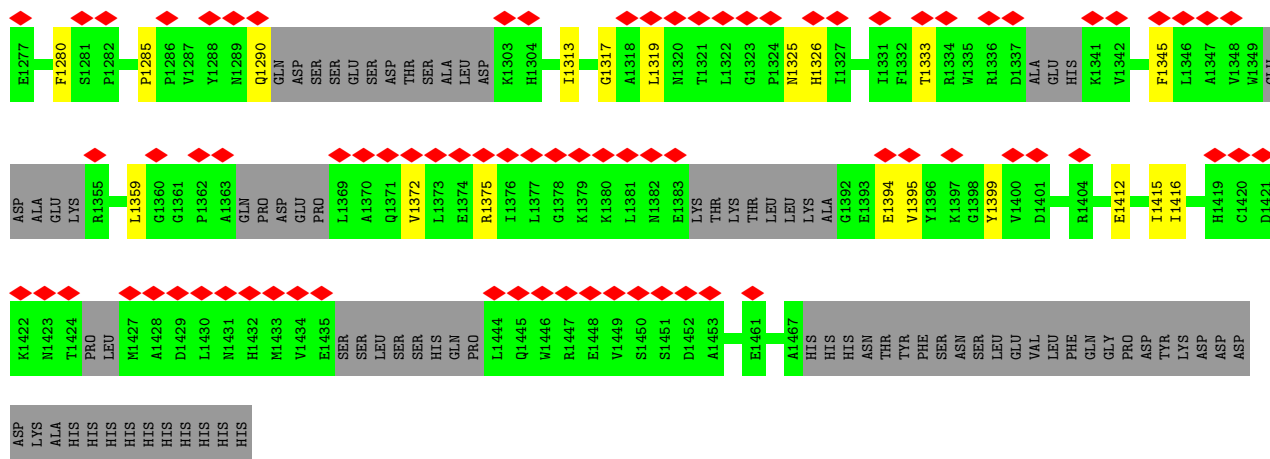 E1277 F1280 S1281 P1282 P1285 P1286 V1287 Y1288 N1289 Q1290 GLN ASP SER SER GLU SER ASP THR SER ALA LEU ASP K1303 H1304 I1313 G1317 A1318 L1319 N1320 T1321 L1322 G1323 P1324 N1325 H1326 I1327 I1331 F1332 T1333 R1334 W1335 R1336 D1337 ALA GLU HIS K1341 V1342 F1345 L1346 A1347 V1348 W1349
ASP ALA GLU LYS R1355 L1359 G1360 G1361 P1362 A1363 GLN PRO ASP GLU PRO L1369 A1370 Q1371 V1372 L1373 E1374 R1375 I1376 L1377 G1378 K1379 K1380 L1381 N1382 E1383 LYS THR LYS THR LEU LEU LYS ALA G1392 E1393 E1394 V1395 Y1396 K1397 G1398 Y1399 V1400 D1401 R1404 E1412 I1415 I1416 H1419 C1420 D1421
K1422 N1423 T1424 PRO LEU M1427 A1428 D1429 L1430 N1431 H1432 M1433 V1434 E1435 SER SER LEU SER SER HIS GLN PRO L1444 Q1445 W1446 R1447 E1448 V1449 S1450 S1451 D1452 A1453 E1461 A1467 HIS HIS HIS ASN THR TYR PHE SER ASN SER LEU GLU VAL LEU PHE GLN GLY PRO ASP TYR LYS ASP ASP ASP
ASP LYS ALA HIS HIS HIS HIS HIS HIS HIS HIS HIS